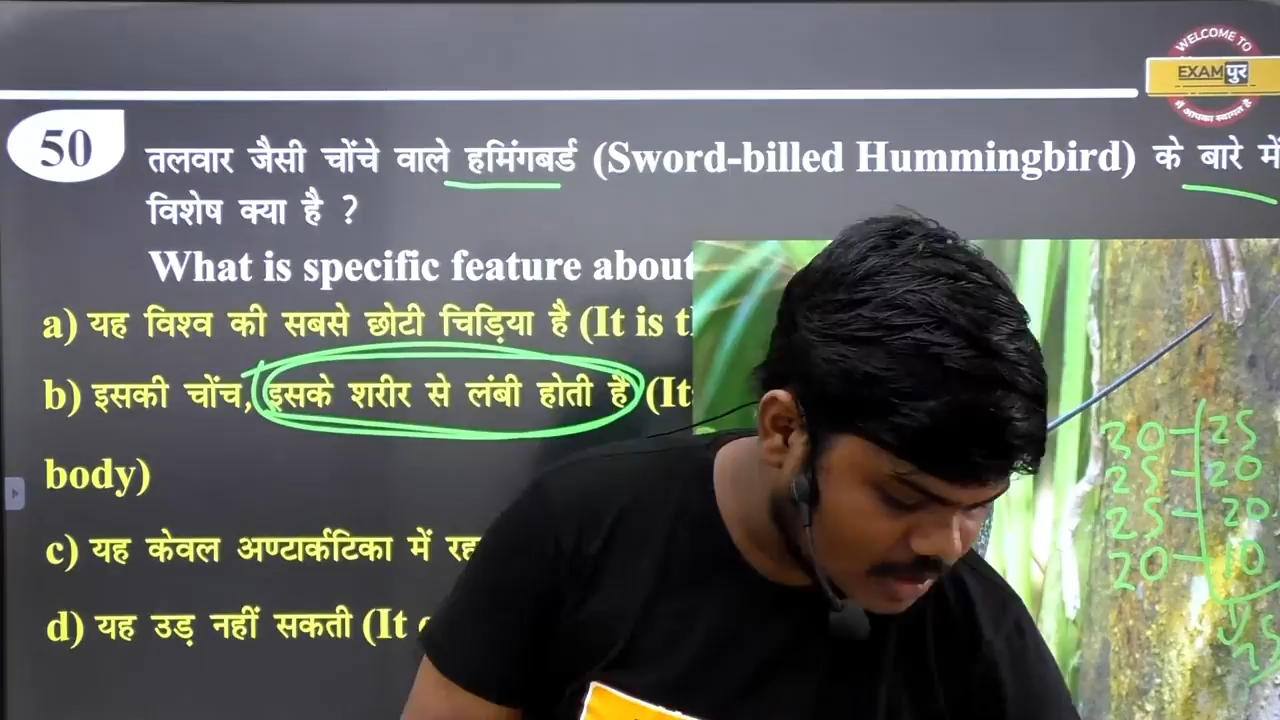 WELCOME TO
EXAMपुर
में आपका स्वागत है
50
तलवार जैसी चोंचे वाले हमिंगबर्ड (Sword-billed Hummingbird) के बारे में
विशेष क्या है ?
What is specific feature about
a) यह विश्व की सबसे छोटी चिड़िया है (It is
b) इसकी चोंच, इसके शरीर से लंबी होती है (It
body)
c) यह केवल अण्टार्कटिका में
d) यह उड़ नहीं सकती (It
30-25
25-20
25-20
20-10